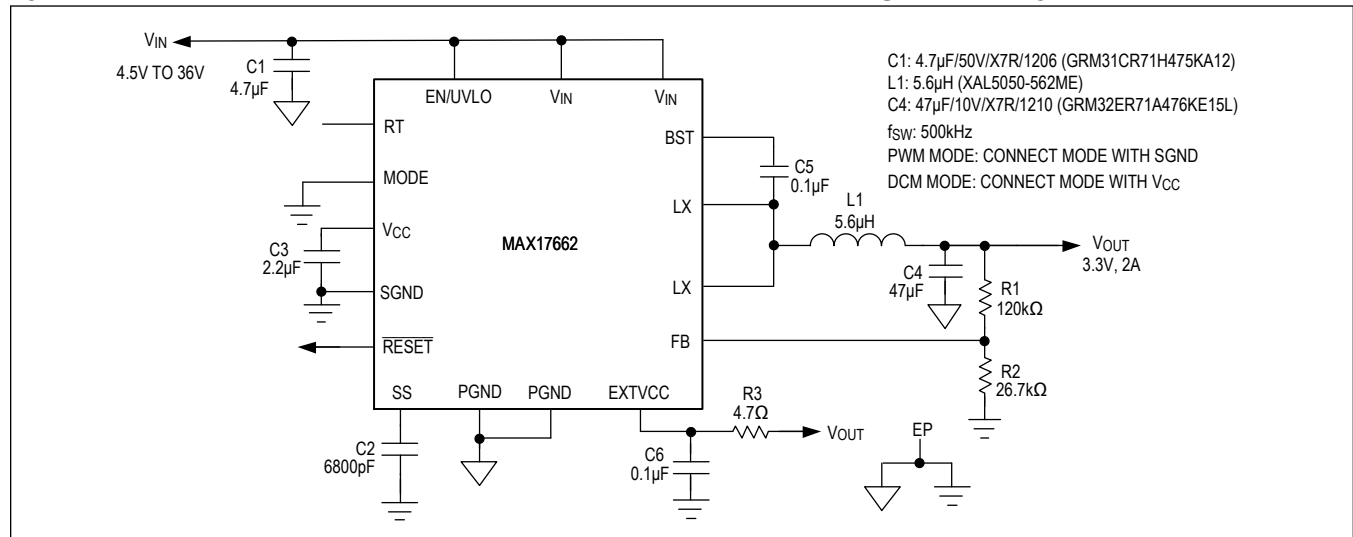 VIN
4.5V TO 36V
C1
4.7µF
EN/UVLO
VIN
VIN
C1: 4.7µF/50V/X7R/1206 (GRM31CR71H475KA12)
L1: 5.6µH (XAL5050-562ME)
C4: 47µF/10V/X7R/1210 (GRM32ER71A476KE15L)
fSW: 500kHz
PWM MODE: CONNECT MODE WITH SGND
DCM MODE: CONNECT MODE WITH VCC
RT
MODE
VCC
C3
2.2µF
SGND
RESET
MAX17662
BST
C5
0.1µF
LX
L1
5.6µH
LX
C4
47µF
VOUT
3.3V, 2A
R1
120kΩ
FB
R2
26.7kΩ
SS
PGND
PGND
EXTVCC
C2
6800pF
R3
4.7Ω
VOUT
C6
0.1µF
EP